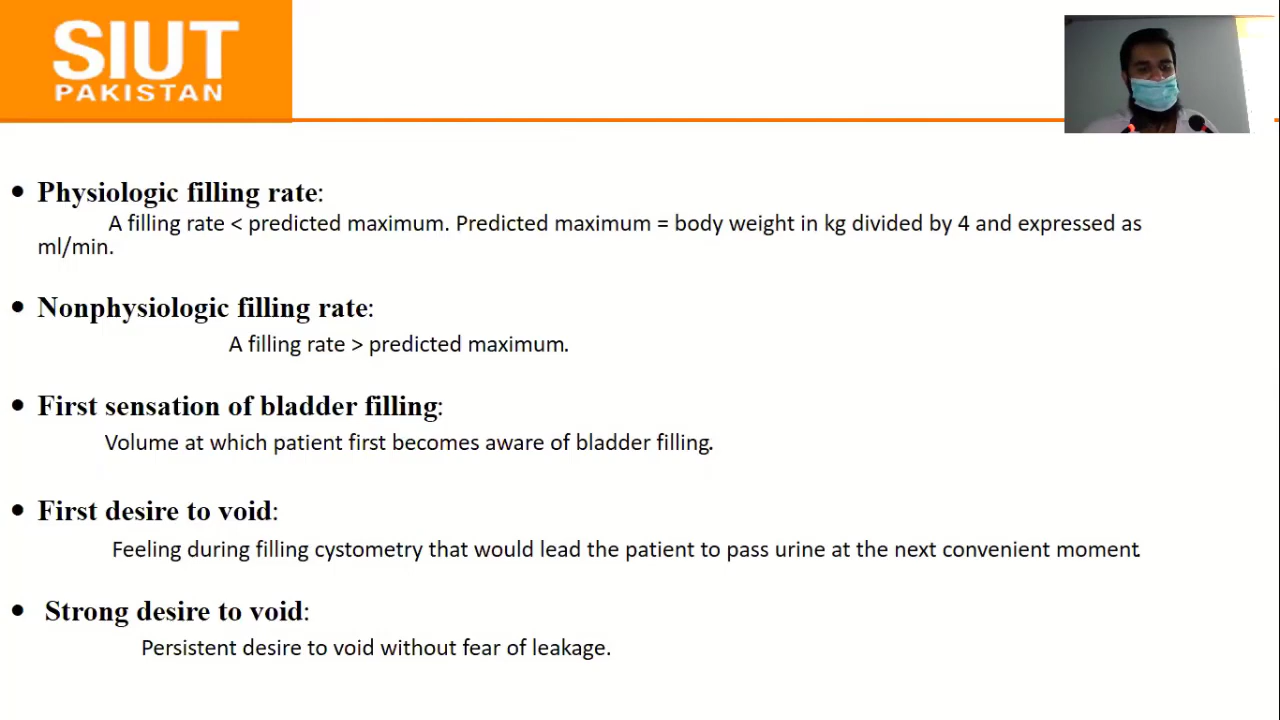 SIUT
PAKISTAN
• Physiologic filling rate:
A filling rate < predicted maximum. Predicted maximum = body weight in kg divided by 4 and expressed as
ml/min.
• Nonphysiologic filling rate:
A filling rate > predicted maximum.
• First sensation of bladder filling:
Volume at which patient first becomes aware of bladder filling.
• First desire to void:
Feeling during filling cystometry that would lead the patient to pass urine at the next convenient moment.
• Strong desire to void:
Persistent desire to void without fear of leakage.